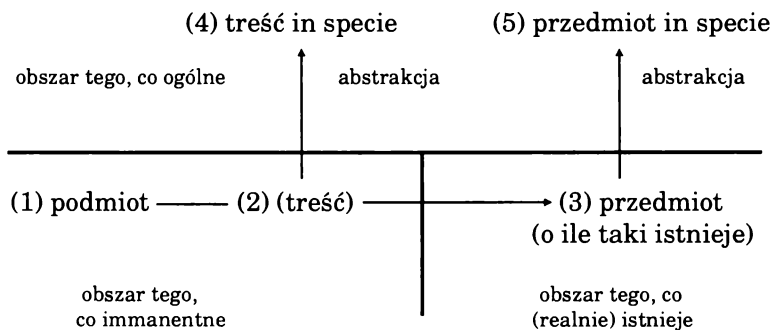 (4) treść in specie (5) przedmiot in specie
obszar tego, co ogólne abstrakcja abstrakcja
(1) podmiot (2) (treść) (3) przedmiot
(o ile taki istnieje)
obszar tego,
co immanentne
obszar tego, co
(realnie) istnieje